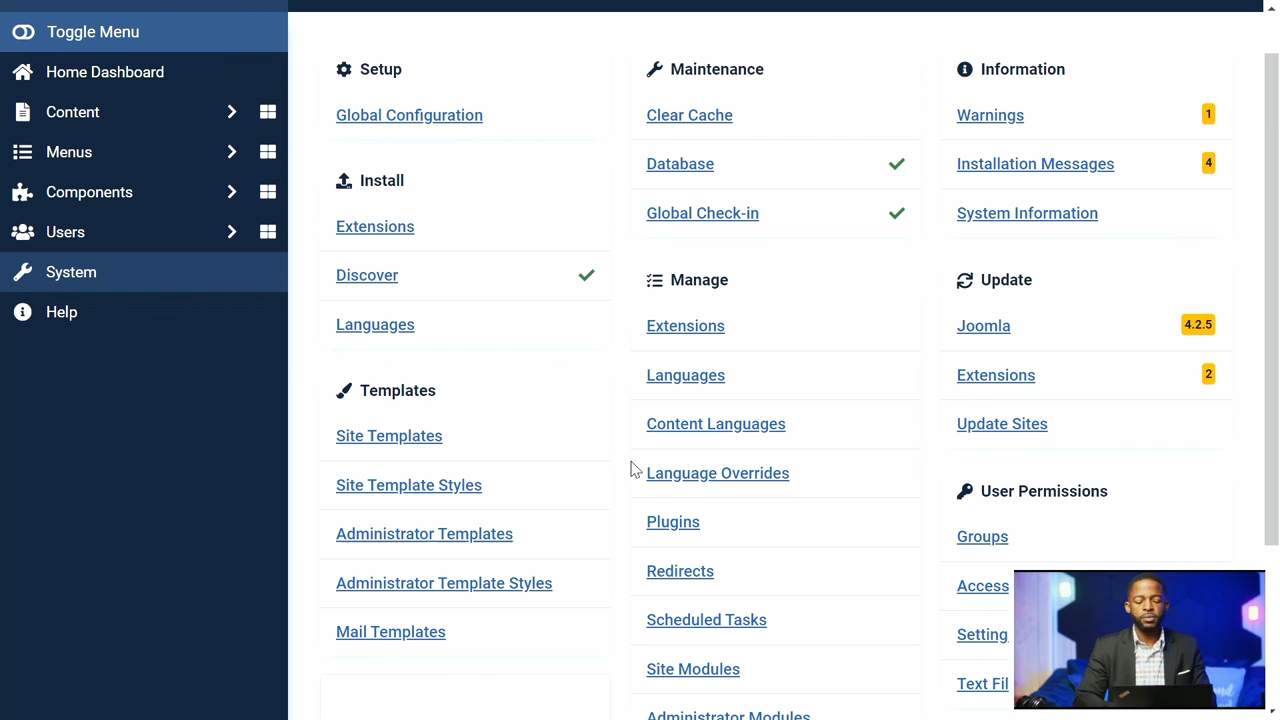 Toggle Menu
Home Dashboard
Content
Menus
Components
Users
System
Help
Setup
Global Configuration
Install
Extensions
Discover
Languages
Templates
Site Templates
Site Template Styles
Administrator Templates
Administrator Template Styles
Mail Templates
Maintenance
Clear Cache
Database
Global Check-in
Manage
Extensions
Languages
Content Languages
Language Overrides
Plugins
Redirects
Scheduled Tasks
Site Modules
Administrator Modules
Information
Warnings 1
Installation Messages 4
System Information
Update
Joomla 4.2.5
Extensions 2
Update Sites
User Permissions
Groups
Access
Setting
Text Fil